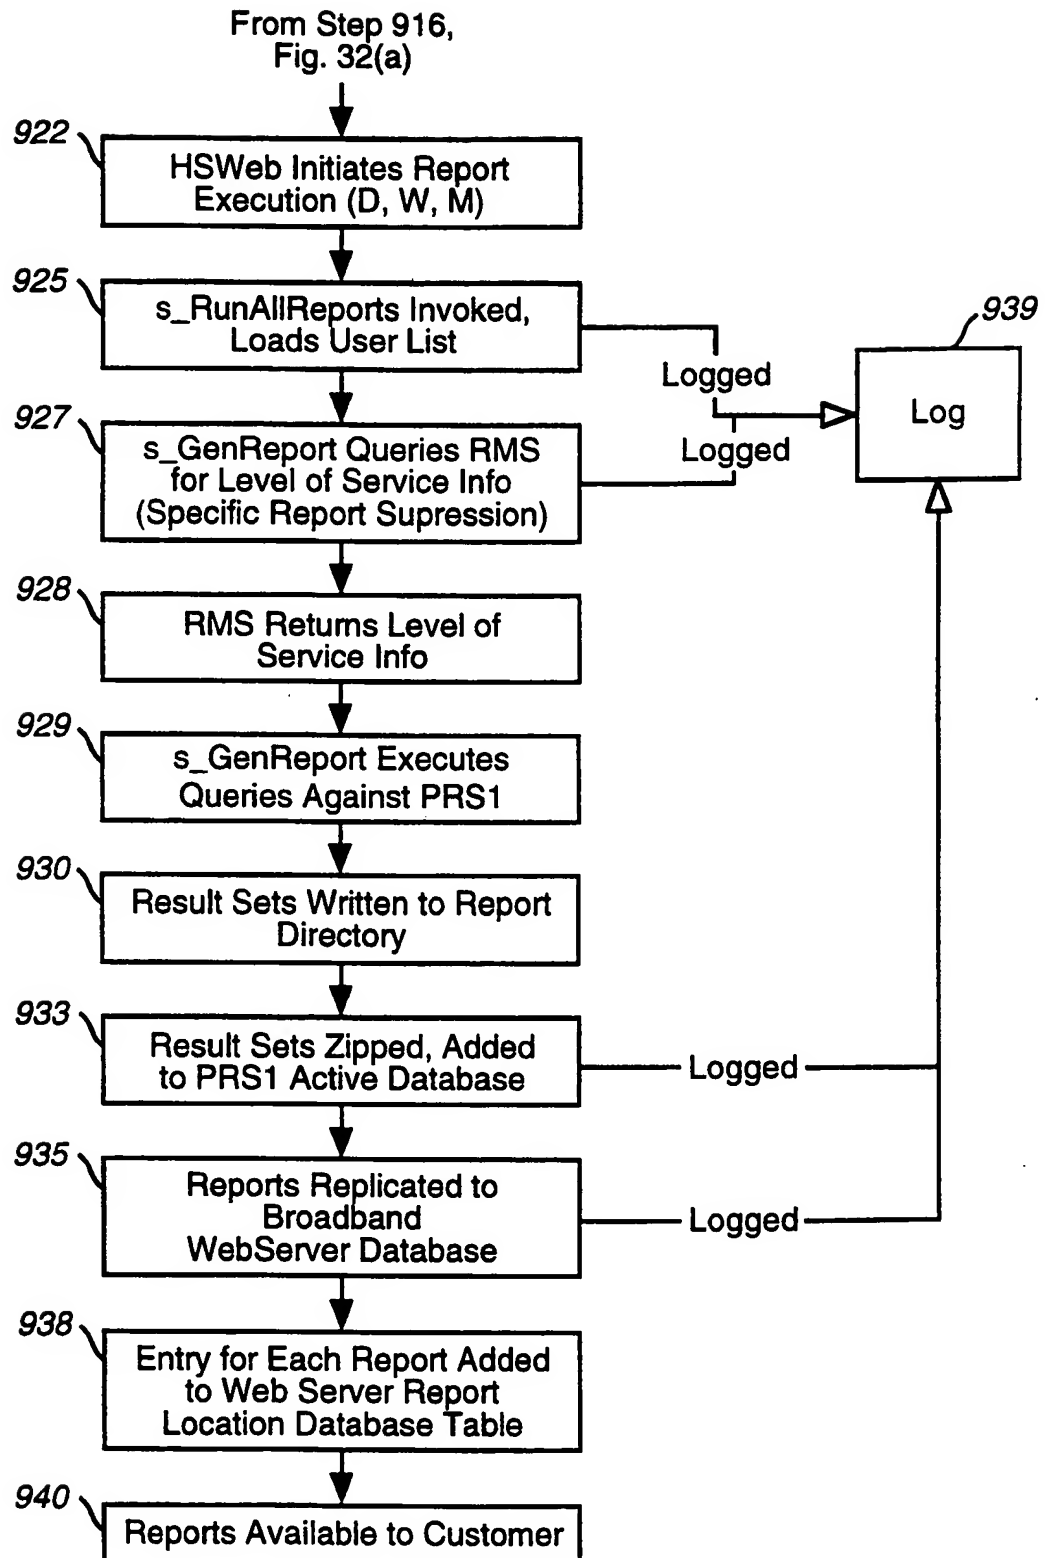 From Step 916,
Fig. 32(a)
922
HSWeb Initiates Report
Execution (D, W, M)
925
s_RunAllReports Invoked,
Loads User List
Logged
939
Log
927
s_GenReport Queries RMS
for Level of Service Info
(Specific Report Supression)
Logged
928
RMS Returns Level of
Service Info
929
s_GenReport Executes
Queries Against PRS1
930
Result Sets Written to Report
Directory
933
Result Sets Zipped, Added
to PRS1 Active Database
Logged
935
Reports Replicated to
Broadband
WebServer Database
Logged
938
Entry for Each Report Added
to Web Server Report
Location Database Table
940
Reports Available to Customer